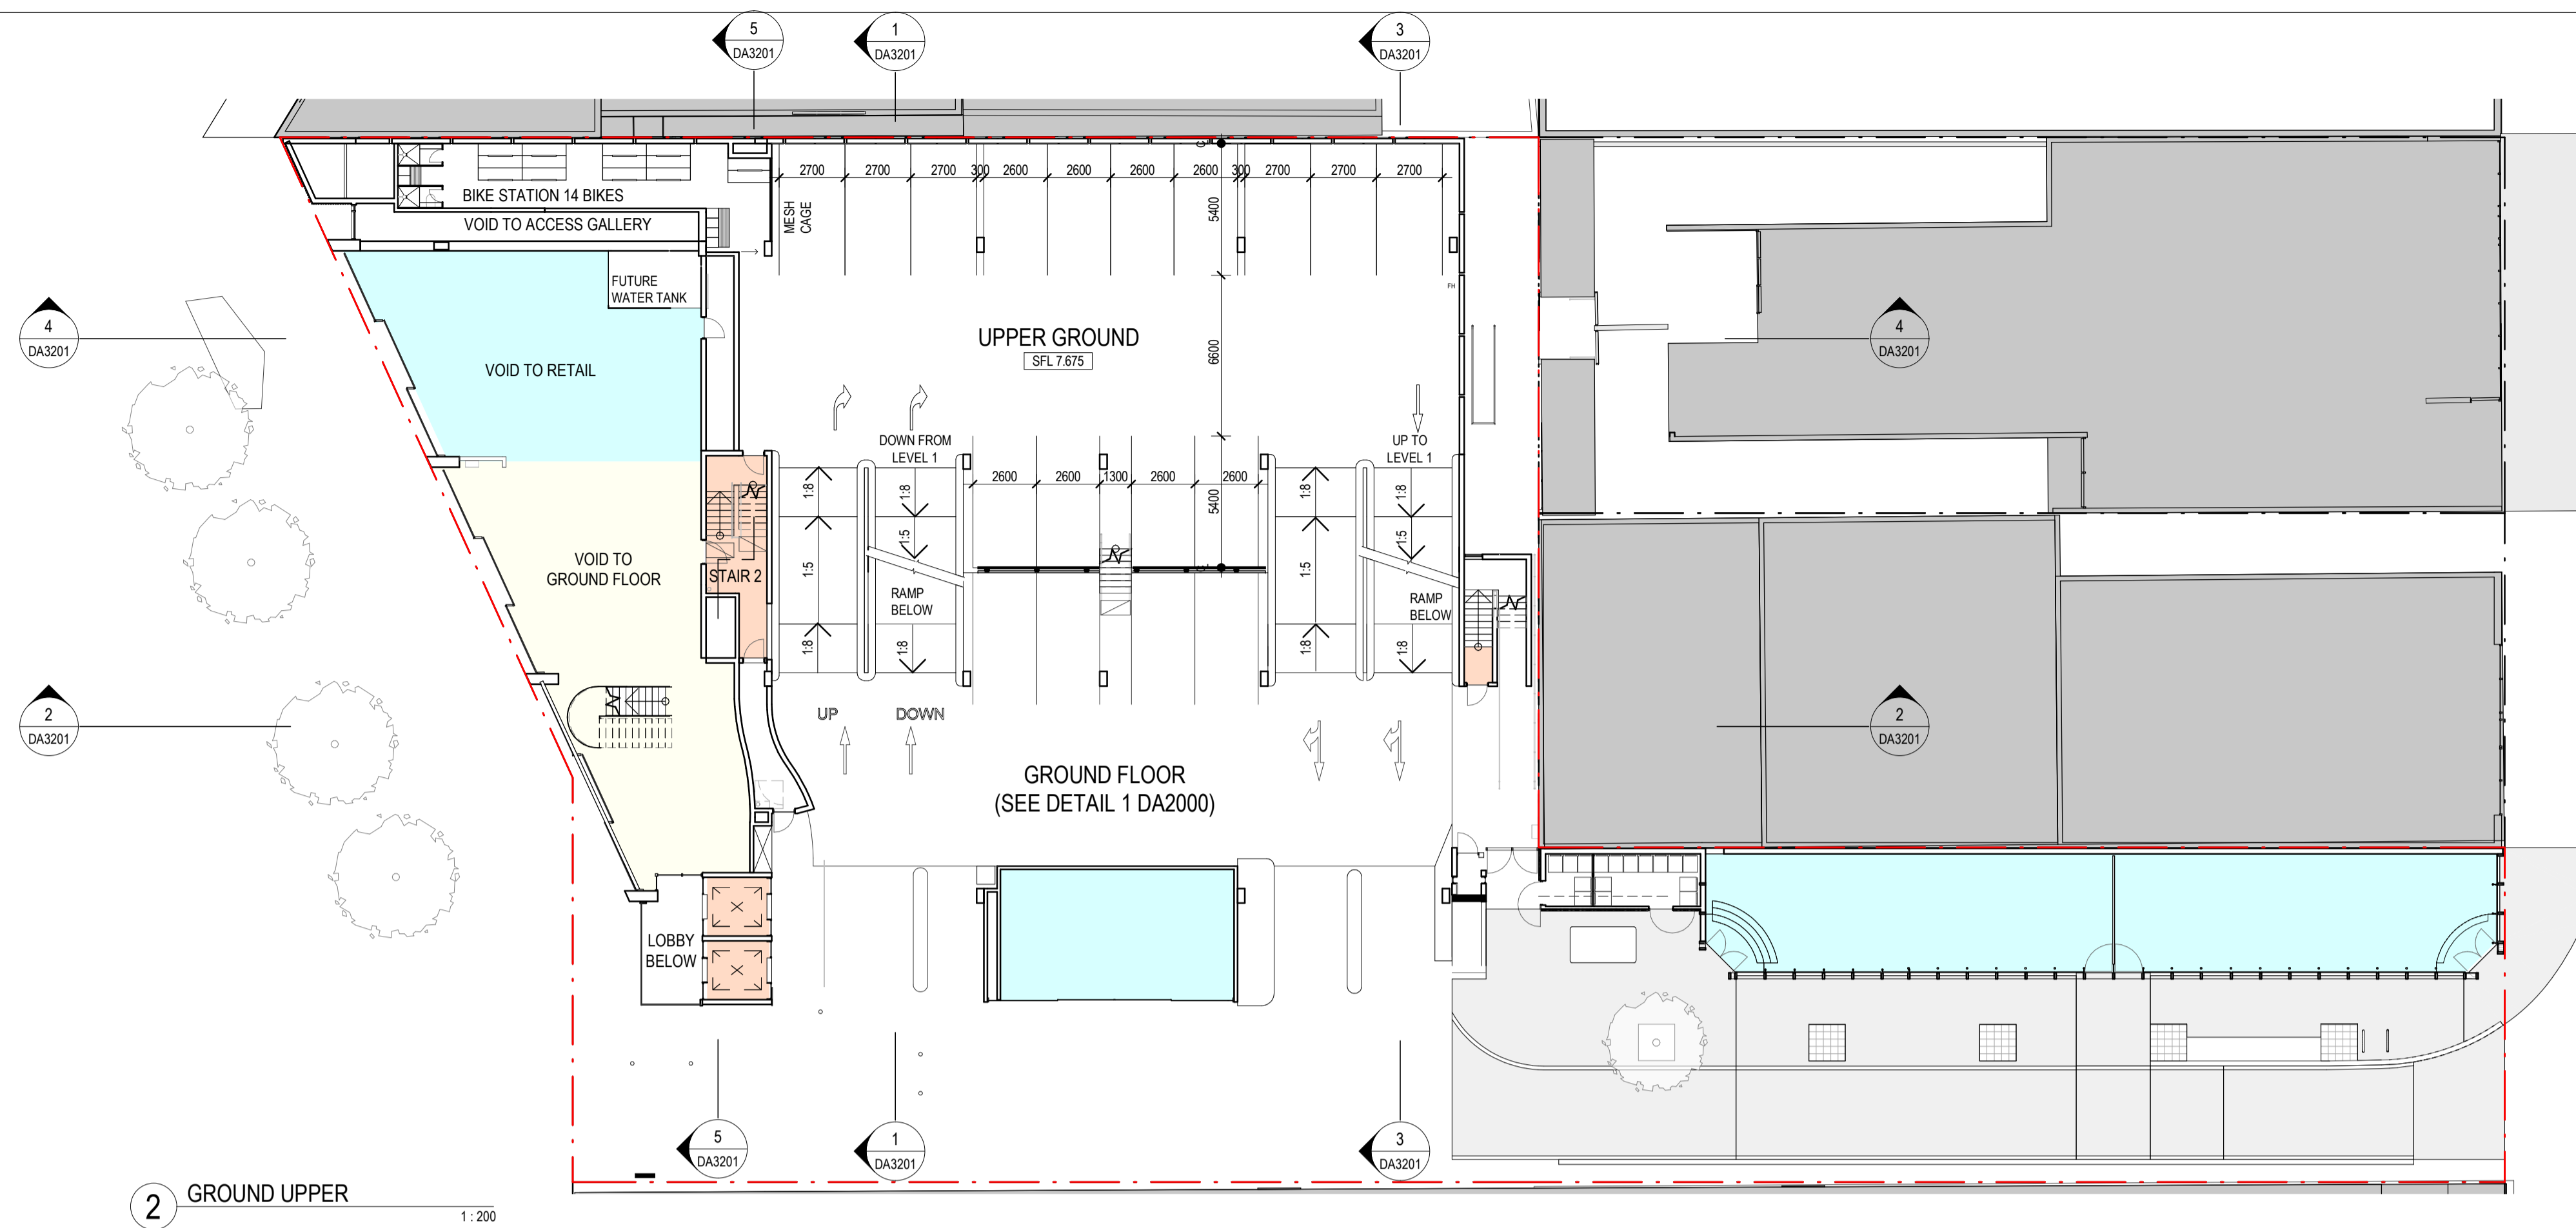 5
DA3201
1
DA3201
3
DA3201
2700
2700
2700
300
2600
2600
2600
2600
300
2700
2700
2700
BIKE STATION 14 BIKES
VOID TO ACCESS GALLERY
MESH
CAGE
5400
FUTURE
WATER TANK
FH
4
DA3201
UPPER GROUND
SFL 7.675
6600
4
DA3201
VOID TO RETAIL
DOWN FROM
LEVEL 1
UP TO
LEVEL 1
2600
2600
1300
2600
2600
1:8
1:8
5400
1:8
1:8
1:5
1:5
1:5
1:5
VOID TO
GROUND FLOOR
STAIR 2
RAMP
BELOW
RAMP
BELOW
1:8
1:8
1:8
1:8
2
DA3201
UP
DOWN
2
DA3201
GROUND FLOOR
(SEE DETAIL 1 DA2000)
LOBBY
BELOW
5
DA3201
1
DA3201
3
DA3201
2
GROUND UPPER
1 : 200